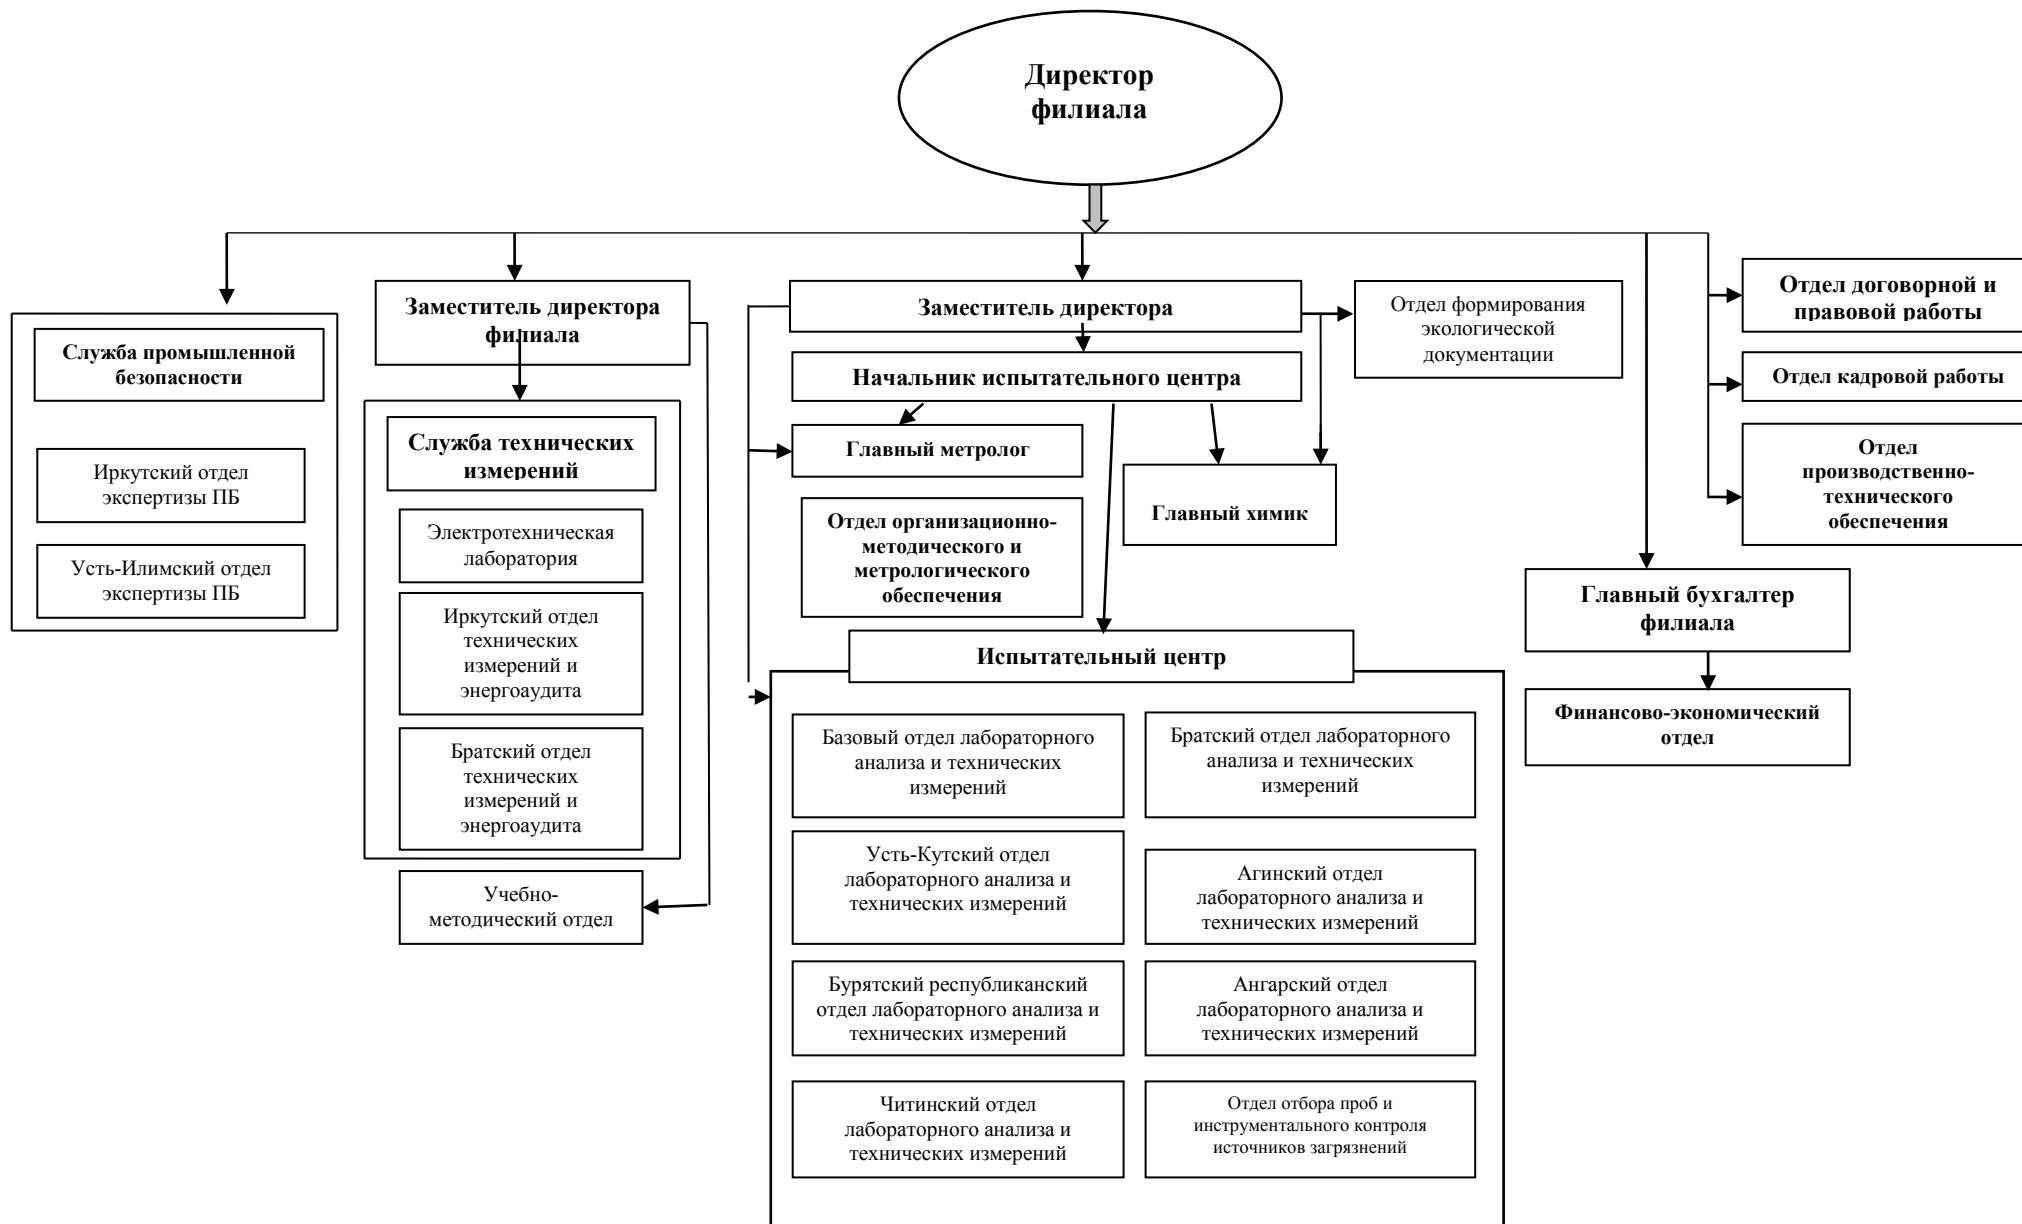 Директор
филиала
Служба промышленной
безопасности
Иркутский отдел
экспертизы ПБ
Усть-Илимский отдел
экспертизы ПБ
Заместитель директора
филиала
Служба технических
измерений
Электротехническая
лаборатория
Иркутский отдел
технических
измерений и
энергоаудита
Братский отдел
технических
измерений и
энергоаудита
Учебно-
методический отдел
Заместитель директора
Начальник испытательного центра
Главный метролог
Отдел организационно-
методического и
метрологического
обеспечения
Главный химик
Отдел формирования
экологической
документации
Испытательный центр
Базовый отдел лабораторного
анализа и технических
измерений
Братский отдел лабораторного
анализа и технических
измерений
Усть-Кутский отдел
лабораторного анализа и
технических измерений
Агинский отдел
лабораторного анализа и
технических измерений
Бурятский республиканский
отдел лабораторного анализа и
технических измерений
Ангарский отдел
лабораторного анализа и
технических измерений
Читинский отдел
лабораторного анализа и
технических измерений
Отдел отбора проб и
инструментального контроля
источников загрязнений
Главный бухгалтер
филиала
Финансово-экономический
отдел
Отдел договорной и
правовой работы
Отдел кадровой работы
Отдел
производственно-
технического
обеспечения